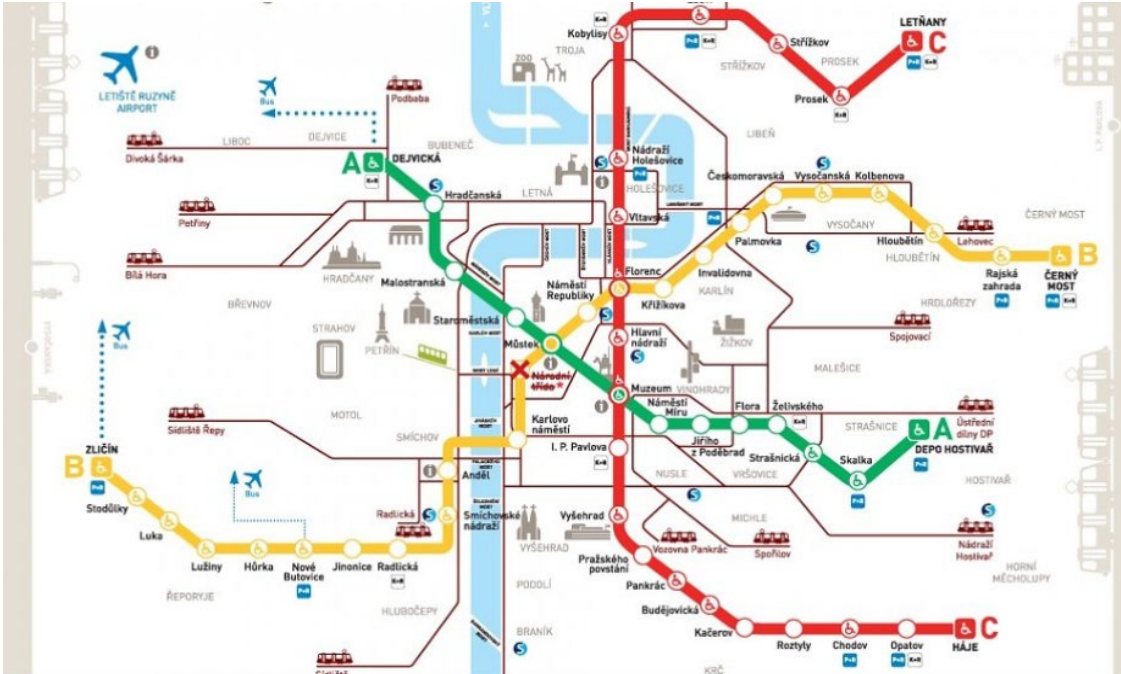 LETIŠTĚ RUZYNĚ
AIRPORT
Bus
Podbaba
LIBOC
DEJVICE
BUBENEČ
Divoká Šárka
A
DEJVICKÁ
K+R
Hradčanská
Petřiny
Bílá Hora
HRADČANY
BŘEVNOV
STRAHOV
PETŘÍN
Malostranská
Staroměstská
Můstek
LETNÁ
ZOO
Kobylisy
K+R
TROJA
P+R
K+R
Střížkov
STŘÍŽKOV
PROSEK
LETŇANY
C
P+R
K+R
Prosek
K+R
LIBEŇ
I.P. PAVLOVA
Nádraží
Holešovice
P+R
HOLEŠOVICE
Vltavská
Českomoravská
P+R
Vysočanská
Kolbenova
VYSOČANY
Palmovka
Invalidovna
KARLÍN
Křižíkova
Florenc
Náměstí
Republiky
Hloubětín
HLOUBĚTÍN
Lehovec
ČERNÝ MOST
Rajská
zahrada
P+R
B
ČERNÝ
MOST
P+R
K+R
HRDLOŘEZY
Spojovací
Hlavní
nádraží
ŽIŽKOV
MALEŠICE
Muzeum
VINOHRADY
Národní
třída *
Karlovo
náměstí
I. P. Pavlova
K+R
Náměstí
Míru
Jiřího
z Poděbrad
Flora
Želivského
K+R
Strašnická
Skalka
P+R
STRAŠNICE
A
DEPO HOSTIVAŘ
Ústřední
dílny DP
HOSTIVAŘ
NUSLE
VRŠOVICE
MICHLE
Bus
MOTOL
Sídliště Řepy
SMÍCHOV
ZLIČÍN
B
P+R
Stodůlky
Luka
Lužiny
Hůrka
Bus
Nové
Butovice
P+R
Jinonice
Radlická
K+R
Radlická
Anděl
Smíchovské
nádraží
ŘEPORYJE
HLUBOČEPY
VYŠEHRAD
Vyšehrad
Pražského
povstání
Vozovna Pankrác
Spořilov
Nádraží
Hostivař
HORNÍ
MĚCHOLUPY
PODOLÍ
BRANÍK
Pankrác
Budějovická
Kačerov
Roztyly
Chodov
P+R
Opatov
P+R
K+R
C
HÁJE
KRČ